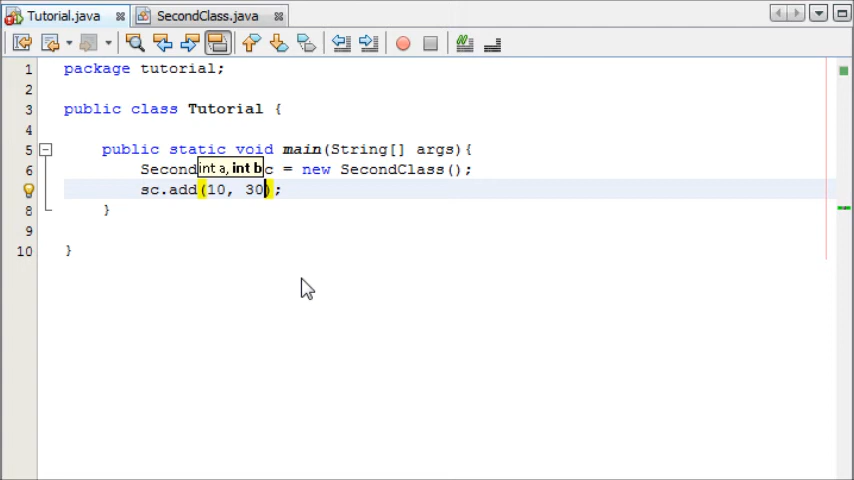 Tutorial.java SecondClass.java
1 package tutorial;
2
3 public class Tutorial {
4
5 public static void main(String[] args){
int a, int b
6 Second c = new SecondClass();
7 sc.add(10, 30);
8 }
9
10 }